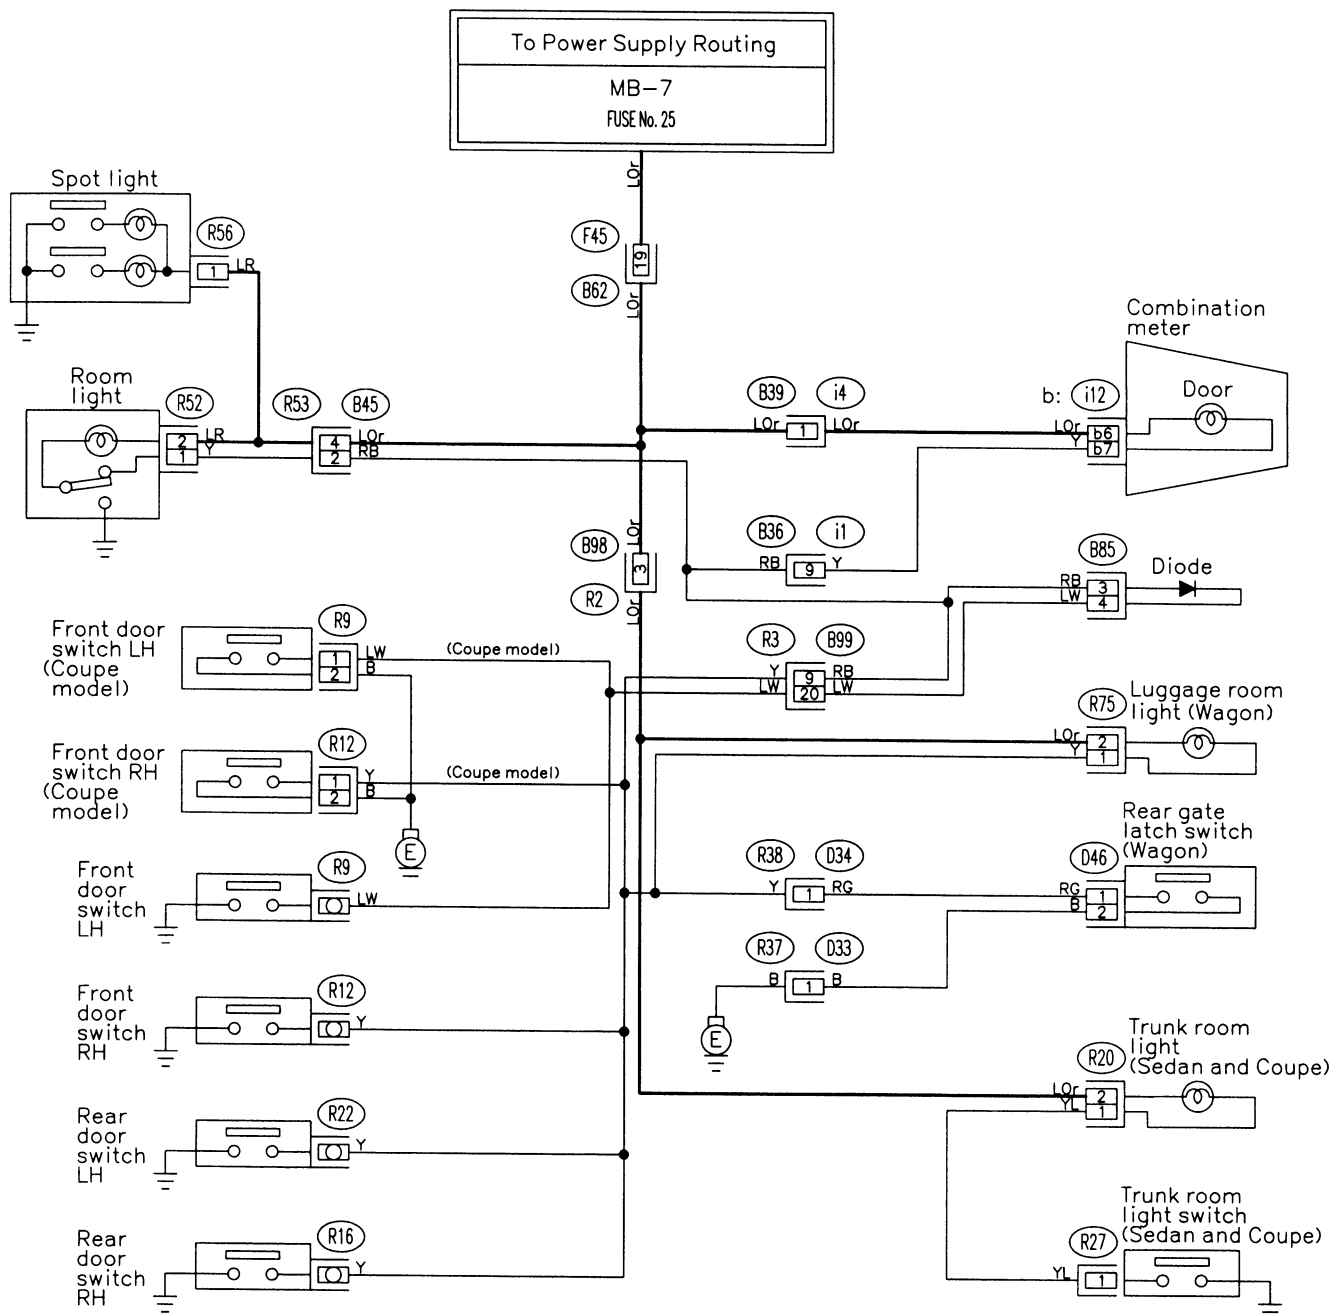 To Power Supply Routing
MB-7
FUSE No. 25
LOr
Spot light
R56
1
LR
F45
19
B62
LOr
Combination
meter
Room
light
R52
R53
B45
B39
i4
b:
i12
Door
2
LR
4
LOr
LOr
1
LOr
LOr
b6
1
Y
2
RB
Y
b7
B98
LOr
3
R2
LOr
B36
i1
RB
9
Y
B85
Diode
RB
3
LW
4
Front door
switch LH
(Coupe
model)
R9
1
LW
2
B
(Coupe model)
R3
B99
Y
9
RB
LW
20
LW
R75
Luggage room
light (Wagon)
LOr
2
Y
1
Front door
switch RH
(Coupe
model)
R12
1
Y
2
B
(Coupe model)
E
Rear gate
latch switch
(Wagon)
R38
D34
D46
Y
1
RG
RG
1
B
2
Front
door
switch
LH
R9
LW
R37
D33
B
1
B
E
Front
door
switch
RH
R12
Y
Trunk room
light
(Sedan and Coupe)
R20
LOr
2
YL
1
Rear
door
switch
LH
R22
Y
Trunk room
light switch
(Sedan and Coupe)
R27
YL
1
Rear
door
switch
RH
R16
Y